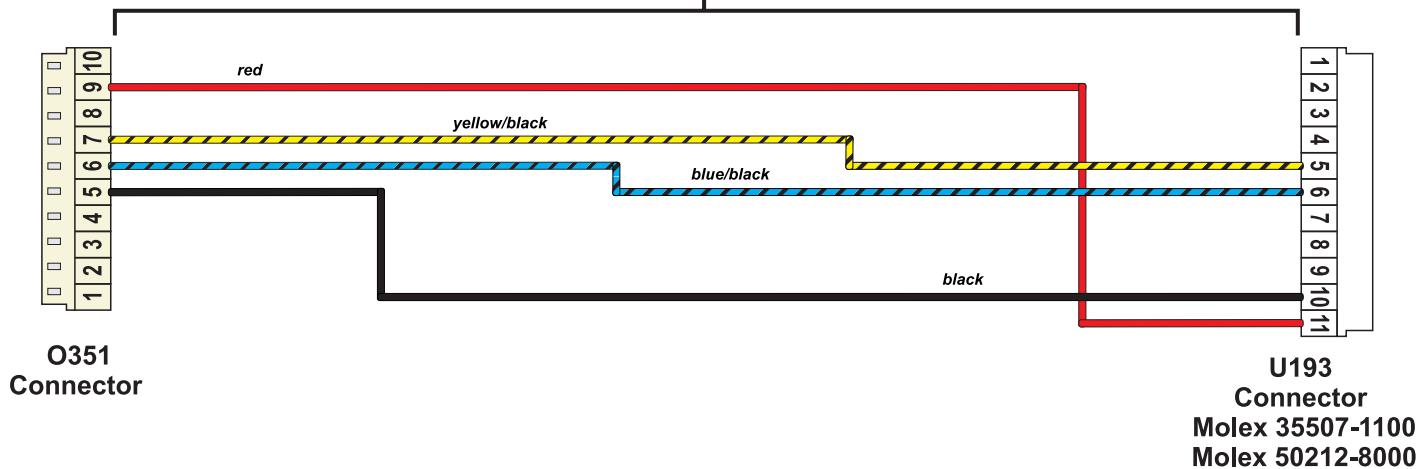 10
9
8
7
6
5
4
3
2
1
red
yellow/black
blue/black
black
1
2
3
4
5
6
7
8
9
10
11
O351
Connector
U193
Connector
Molex 35507-1100
Molex 50212-8000